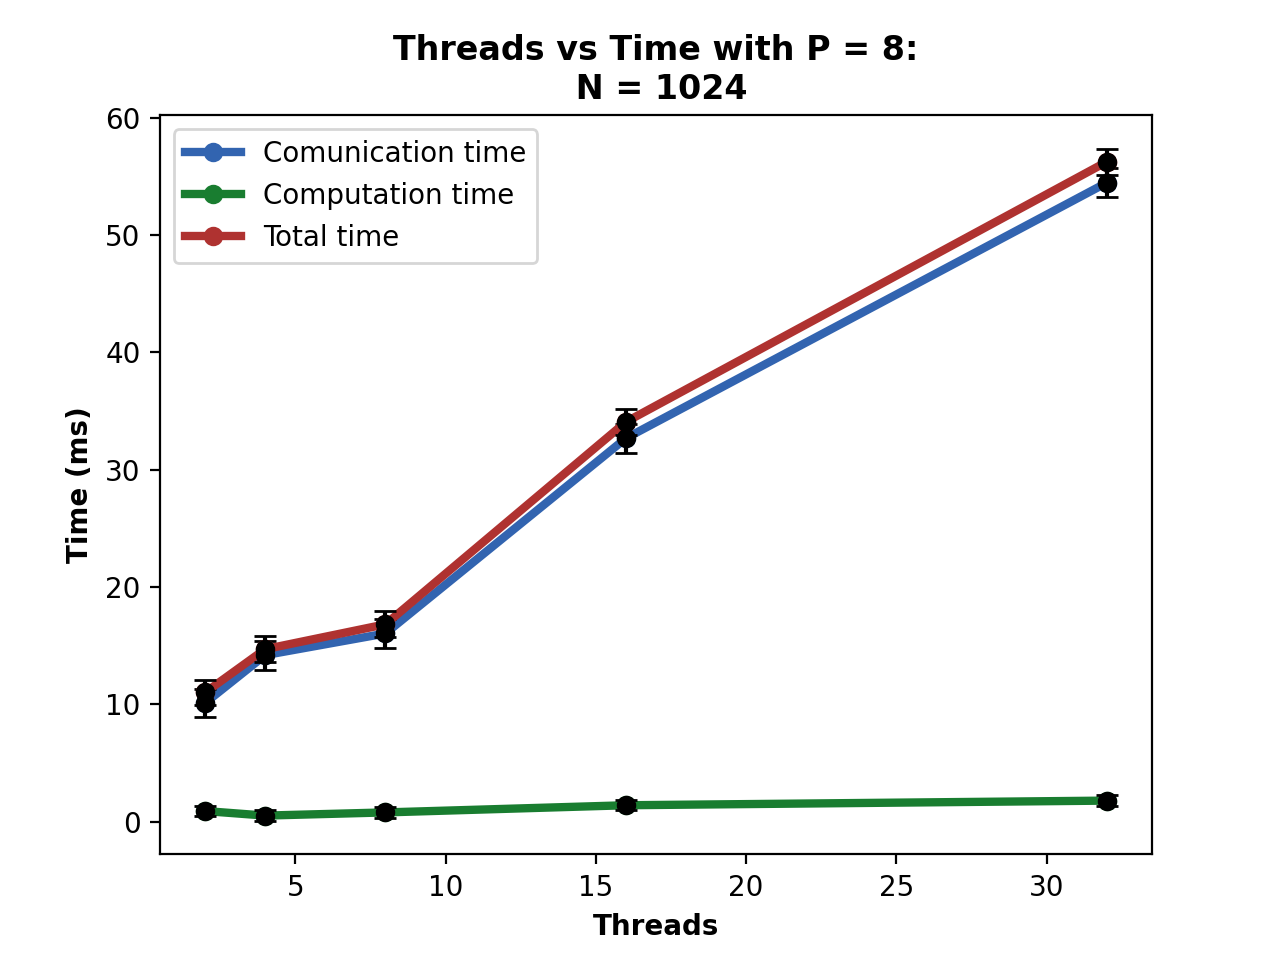 Threads vs Time with P = 8:
N = 1024
60
50
40
30
20
10
0
Time (ms)
Comunication time
Computation time
Total time
5 10 15 20 25 30
Threads